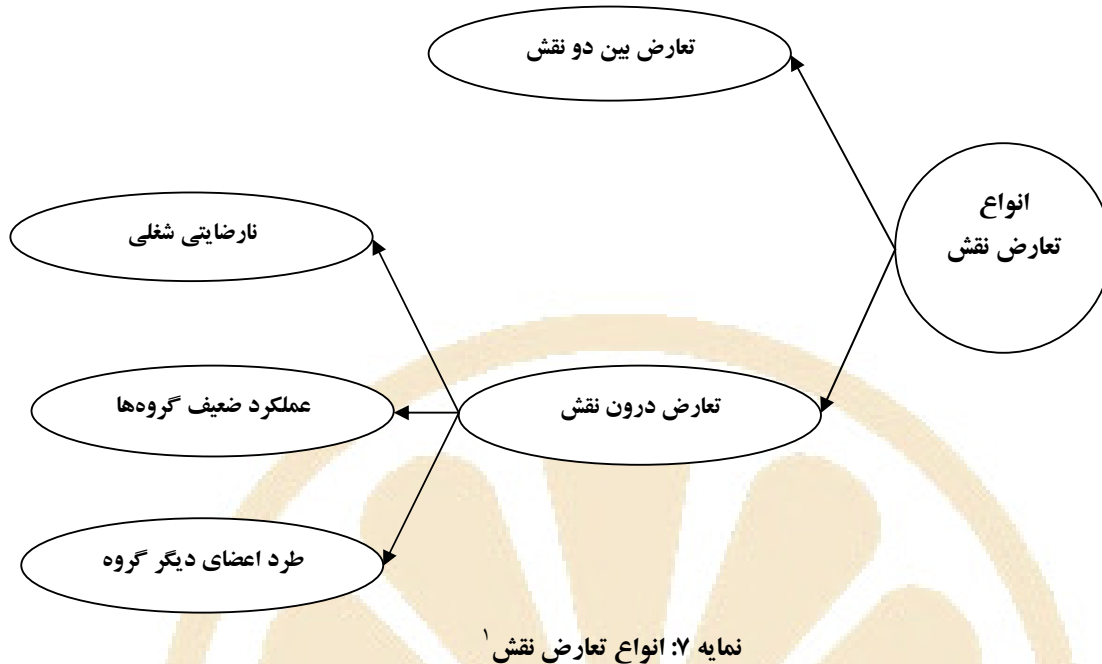 تعارض بین دو نقش
انواع
تعارض نقش
نارضایتی شغلی
تعارض درون نقش
عملکرد ضعیف گروه‌ها
طرد اعضای دیگر گروه
نمایه ۷: انواع تعارض نقش ۱